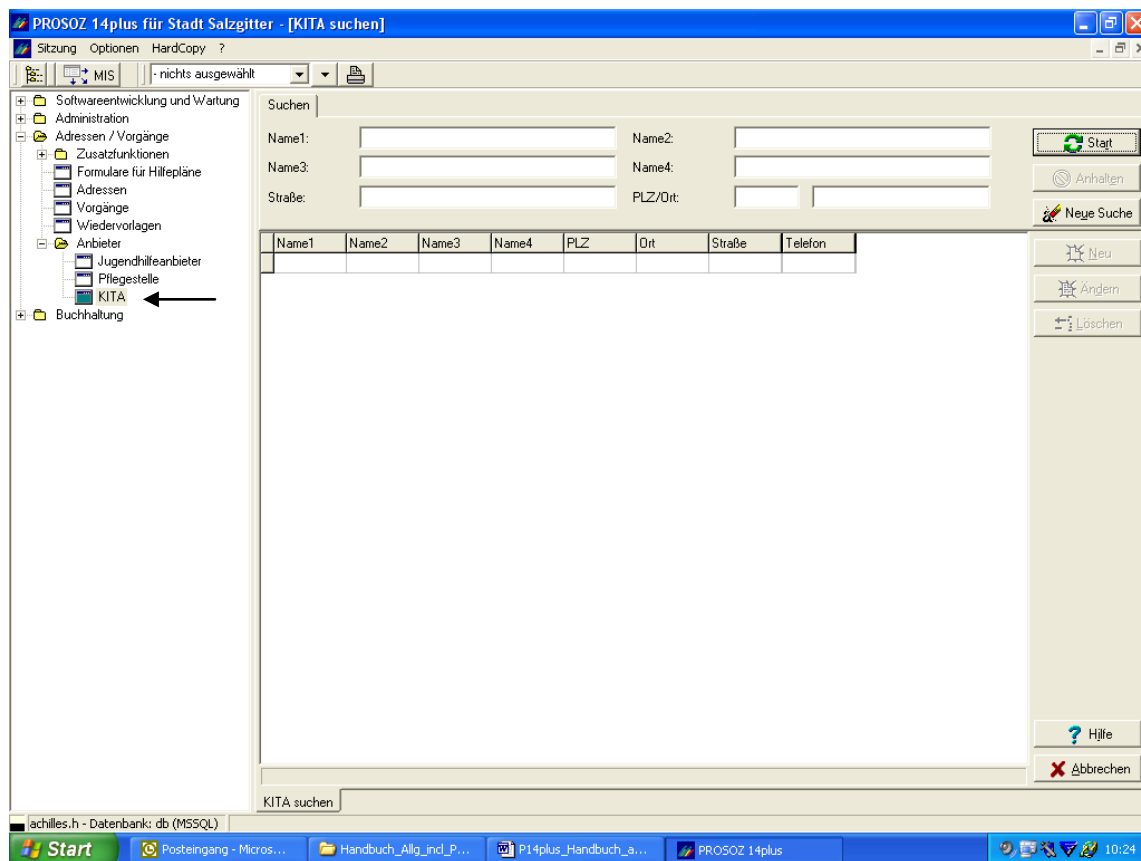 PROSOZ 14plus für Stadt Salzgitter - [KITA suchen]
Sitzung Optionen HardCopy ?
MIS - nichts ausgewählt
Softwareentwicklung und Wartung
Administration
Adressen / Vorgänge
Zusatzfunktionen
Formulare für Hilfepläne
Adressen
Vorgänge
Wiedervorlagen
Anbieter
Jugendhilfeanbieter
Pflegestelle
KITA
Buchhaltung
Suchen
Name1: Name2:
Name3: Name4:
Straße: PLZ/Ort:
Start
Anhalten
Neue Suche
Name1 Name2 Name3 Name4 PLZ Ort Straße Telefon
Neu
Ändern
Löschen
Hilfe
Abbrechen
KITA suchen
achilles.h - Datenbank: db (MSSQL)
Start Posteingang - Micros... Handbuch_Allg_incl_P... P14plus_Handbuch_a... PROSOZ 14plus 10:24